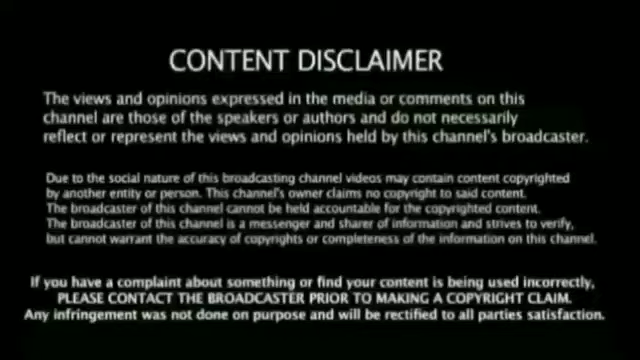 CONTENT DISCLAIMER
The views and opinions expressed in the media or comments on this
channel are those of the speakers or authors and do not necessarily
reflect or represent the views and opinions held by this channel's broadcaster.
Due to the social nature of this broadcasting channel videos may contain content copyrighted
by another entity or person. This channel's owner claims no copyright to said content.
The broadcaster of this channel cannot be held accountable for the copyrighted content.
The broadcaster of this channel is a messenger and sharer of information and strives to verify,
but cannot warrant the accuracy of copyrights or completeness of the information on this channel.
If you have a complaint about something or find your content is being used incorrectly,
PLEASE CONTACT THE BROADCASTER PRIOR TO MAKING A COPYRIGHT CLAIM.
Any infringement was not done on purpose and will be rectified to all parties satisfaction.